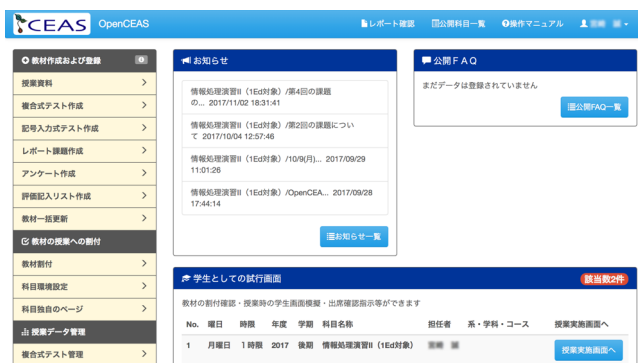 CEAS OpenCEAS レポート確認 公開科目一覧 操作マニュアル
教材作成および登録
授業資料
複合式テスト作成
記号入力式テスト作成
レポート課題作成
アンケート作成
評価記入リスト作成
教材一括更新
教材の授業への割付
教材割付
科目環境設定
科目独自のページ
授業データ管理
複合式テスト管理
お知らせ
情報処理演習II（1Ed対象）/第4回の課題
の... 2017/11/02 18:31:41
情報処理演習II（1Ed対象）/第2回の課題につい
て 2017/10/04 12:57:46
情報処理演習II（1Ed対象）/10/9(月)... 2017/09/29
11:01:26
情報処理演習II（1Ed対象）/OpenCEA... 2017/09/28
17:44:14
お知らせ一覧
公開ＦＡＱ
まだデータは登録されていません
公開FAQ一覧
学生としての試行画面 該当数2件
教材の割付確認・授業時の学生画面模擬・出席確認指示等ができます
No. 曜日 時限 年度 学期 科目名称 担任者 系・学科・コース 授業実施画面へ
1 月曜日 1時限 2017 後期 情報処理演習II（1Ed対象） 授業実施画面へ